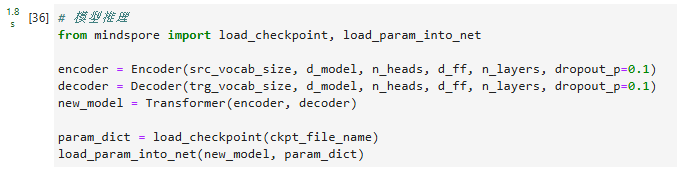 1.8
s
[36] # 模型推理
from mindspore import load_checkpoint, load_param_into_net
encoder = Encoder(src_vocab_size, d_model, n_heads, d_ff, n_layers, dropout_p=0.1)
decoder = Decoder(trg_vocab_size, d_model, n_heads, d_ff, n_layers, dropout_p=0.1)
new_model = Transformer(encoder, decoder)
param_dict = load_checkpoint(ckpt_file_name)
load_param_into_net(new_model, param_dict)